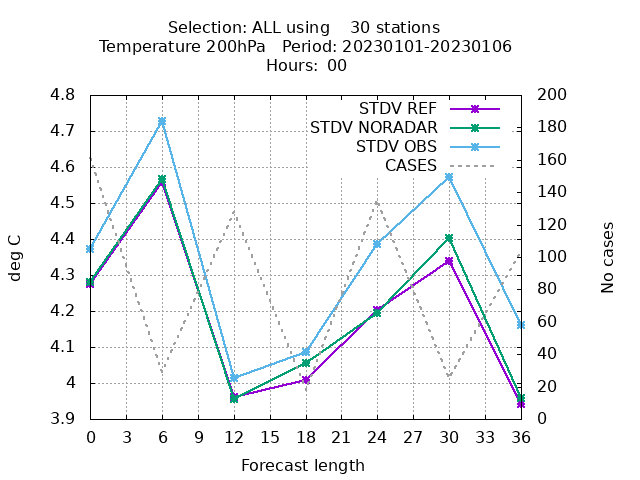 Selection: ALL using    30 stations
Temperature 200hPa   Period: 20230101-20230106
Hours: 00
4.8
4.7
4.6
4.5
4.4
4.3
4.2
4.1
4
3.9
200
180
160
140
120
100
80
60
40
20
0
STDV REF
STDV NORADAR
STDV OBS
CASES
deg C
No cases
0 3 6 9 12 15 18 21 24 27 30 33 36
Forecast length